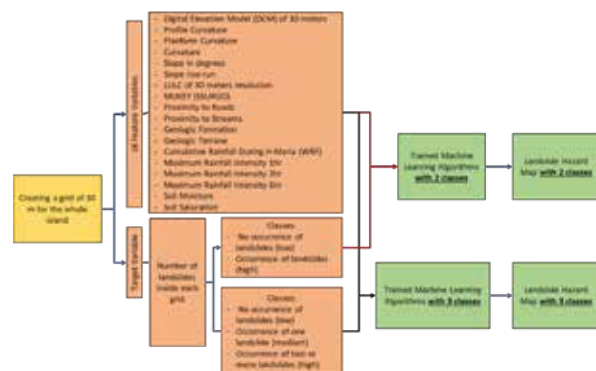 Creating a grid of 30
m for the whole
island
Feature Variables
- Digital Elevation Model (DEM) of 30 meters
- Profile Curvature
- Planform Curvature
- Curvature
- Slope in degrees
- Slope rise-run
- LULC of 30 meters resolution
- MUKEY (SSURGO)
- Proximity to Roads
- Proximity to Streams
- Geologic Formation
- Geologic Terrane
- Cumulative Rainfall During H-Maria (WRF)
- Maximum Rainfall Intensity 1hr
- Maximum Rainfall Intensity 3hr
- Maximum Rainfall Intensity
- Soil Moisture
- Soil Saturation
Target Variable
Number of
landslides
inside each
grid
Classes
- No occurrence of
landslides (low)
- Occurrence of landslides
(high)
Classes
- No occurrence of
landslides (low)
- Occurrence of one
landslide (medium)
- Occurrence of two or
more landslides (high)
Trained Machine
Learning Algorithms
with 2 classes
Landslide Hazard
Map with 2 classes
Trained Machine Learning
Algorithms with 3 classes
Landslide Hazard
Map with 3 classes